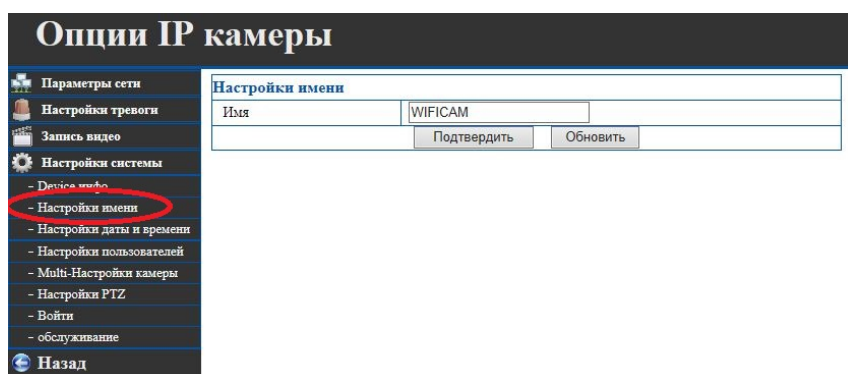 Опции IP камеры
Параметры сети
Настройки тревоги
Запись видео
Настройки системы
- Device инфо
- Настройки имени
- Настройки даты и времени
- Настройки пользователей
- Multi-Настройки камеры
- Настройки PTZ
- Войти
- обслуживание
Назад
Настройки имени
Имя WIFICAM
Подтвердить Обновить